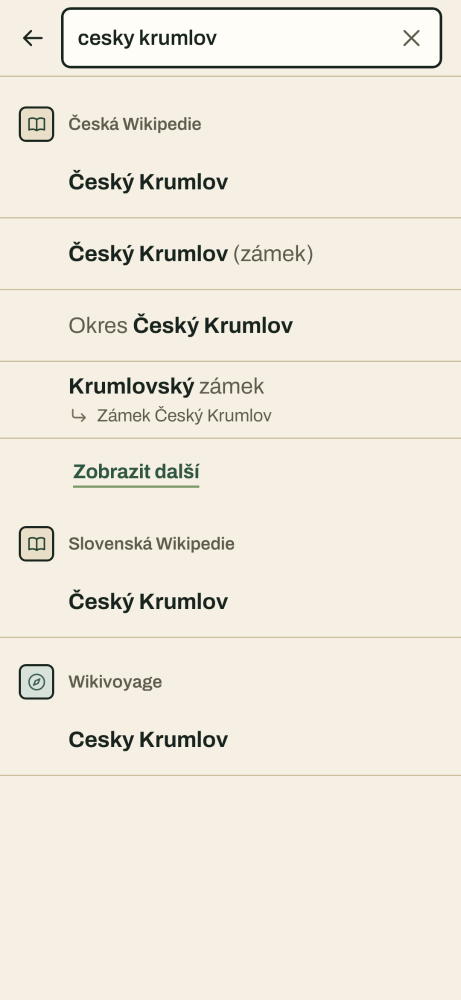 cesky krumlov
Česká Wikipedie
Český Krumlov
Český Krumlov (zámek)
Okres Český Krumlov
Krumlovský zámek
Zámek Český Krumlov
Zobrazit další
Slovenská Wikipedie
Český Krumlov
Wikivoyage
Cesky Krumlov